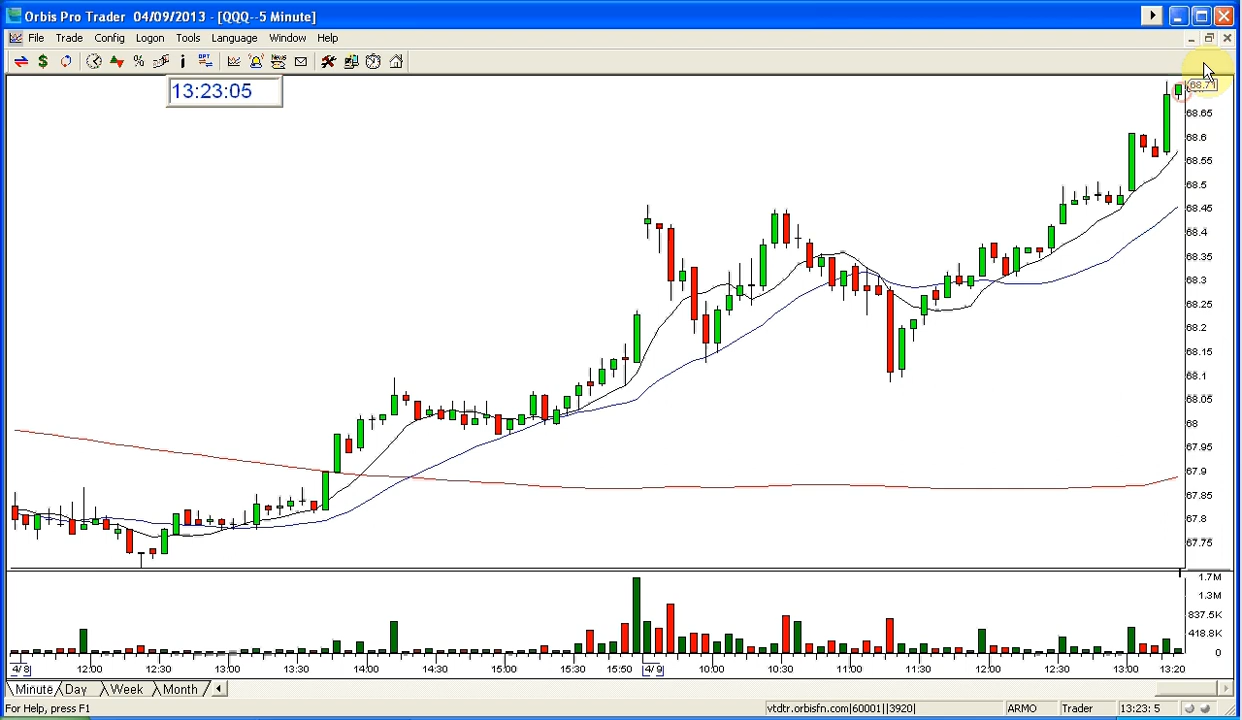 Orbis Pro Trader 04/09/2013 - [QQQ--5 Minute]
File Trade Config Logon Tools Language Window Help
13:23:05
68.71
68.65
68.6
68.55
68.5
68.45
68.4
68.35
68.3
68.25
68.2
68.15
68.1
68.05
68
67.95
67.9
67.85
67.8
67.75
1.7M
1.3M
837.5K
418.8K
0
4/ 8 12:00 12:30 13:00 13:30 14:00 14:30 15:00 15:30 15:50 4/ 9 10:00 10:30 11:00 11:30 12:00 12:30 13:00 13:20
Minute Day Week Month
For Help, press F1 vtdtr.orbisfn.com|60001||3920| ARMO Trader 13:23: 5